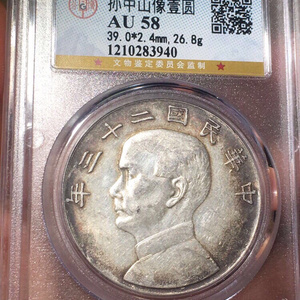 孙中山像壹圆
AU 58
39.0*2.4mm, 26.8g
1210283940
★ 文物鉴定委员会监制 ★
年三十二國民華中